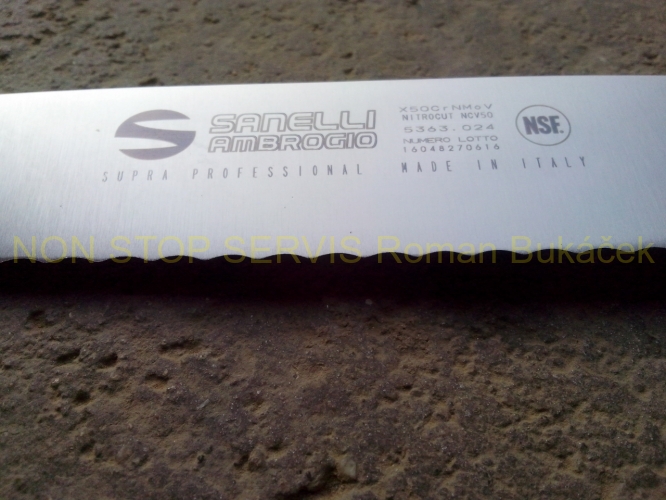 SANELLI
AMBROGIO
SUPRA PROFESSIONAL
X50CrNMoV
NITROCUT NCV50
5363.024
NUMERO LOTTO
16048270616
MADE IN ITALY
NSF.
NON STOP SERVIS Roman Bukáček